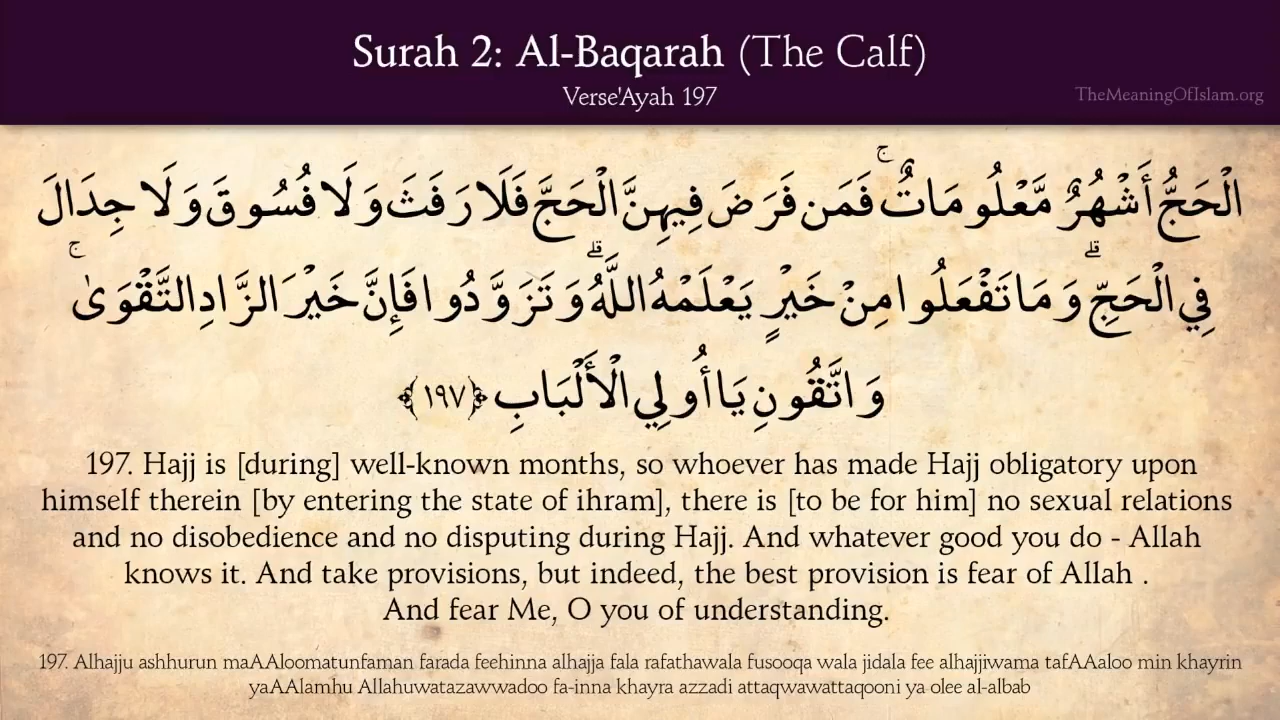 Surah 2: Al-Baqarah (The Calf)
Verse'Ayah 197
TheMeaningOfIslam.org
الْحَجُّ أَشْهُرٌ مَّعْلُومَاتٌ ۚ فَمَن فَرَضَ فِيهِنَّ الْحَجَّ فَلَا رَفَثَ وَلَا فُسُوقَ وَلَا جِدَالَ
فِي الْحَجِّ ۗ وَمَا تَفْعَلُوا مِنْ خَيْرٍ يَعْلَمْهُ اللَّهُ ۗ وَتَزَوَّدُوا فَإِنَّ خَيْرَ الزَّادِ التَّقْوَىٰ ۚ
وَاتَّقُونِ يَا أُولِي الْأَلْبَابِ ﴿١٩٧﴾
197. Hajj is [during] well-known months, so whoever has made Hajj obligatory upon
himself therein [by entering the state of ihram], there is [to be for him] no sexual relations
and no disobedience and no disputing during Hajj. And whatever good you do - Allah
knows it. And take provisions, but indeed, the best provision is fear of Allah .
And fear Me, O you of understanding.
197. Alhajju ashhurun maAAloomatunfaman farada feehinna alhajja fala rafathawala fusooqa wala jidala fee alhajjiwama tafAAaloo min khayrin
yaAAlamhu Allahuwatazawwadoo fa-inna khayra azzadi attaqwawattaqooni ya olee al-albab